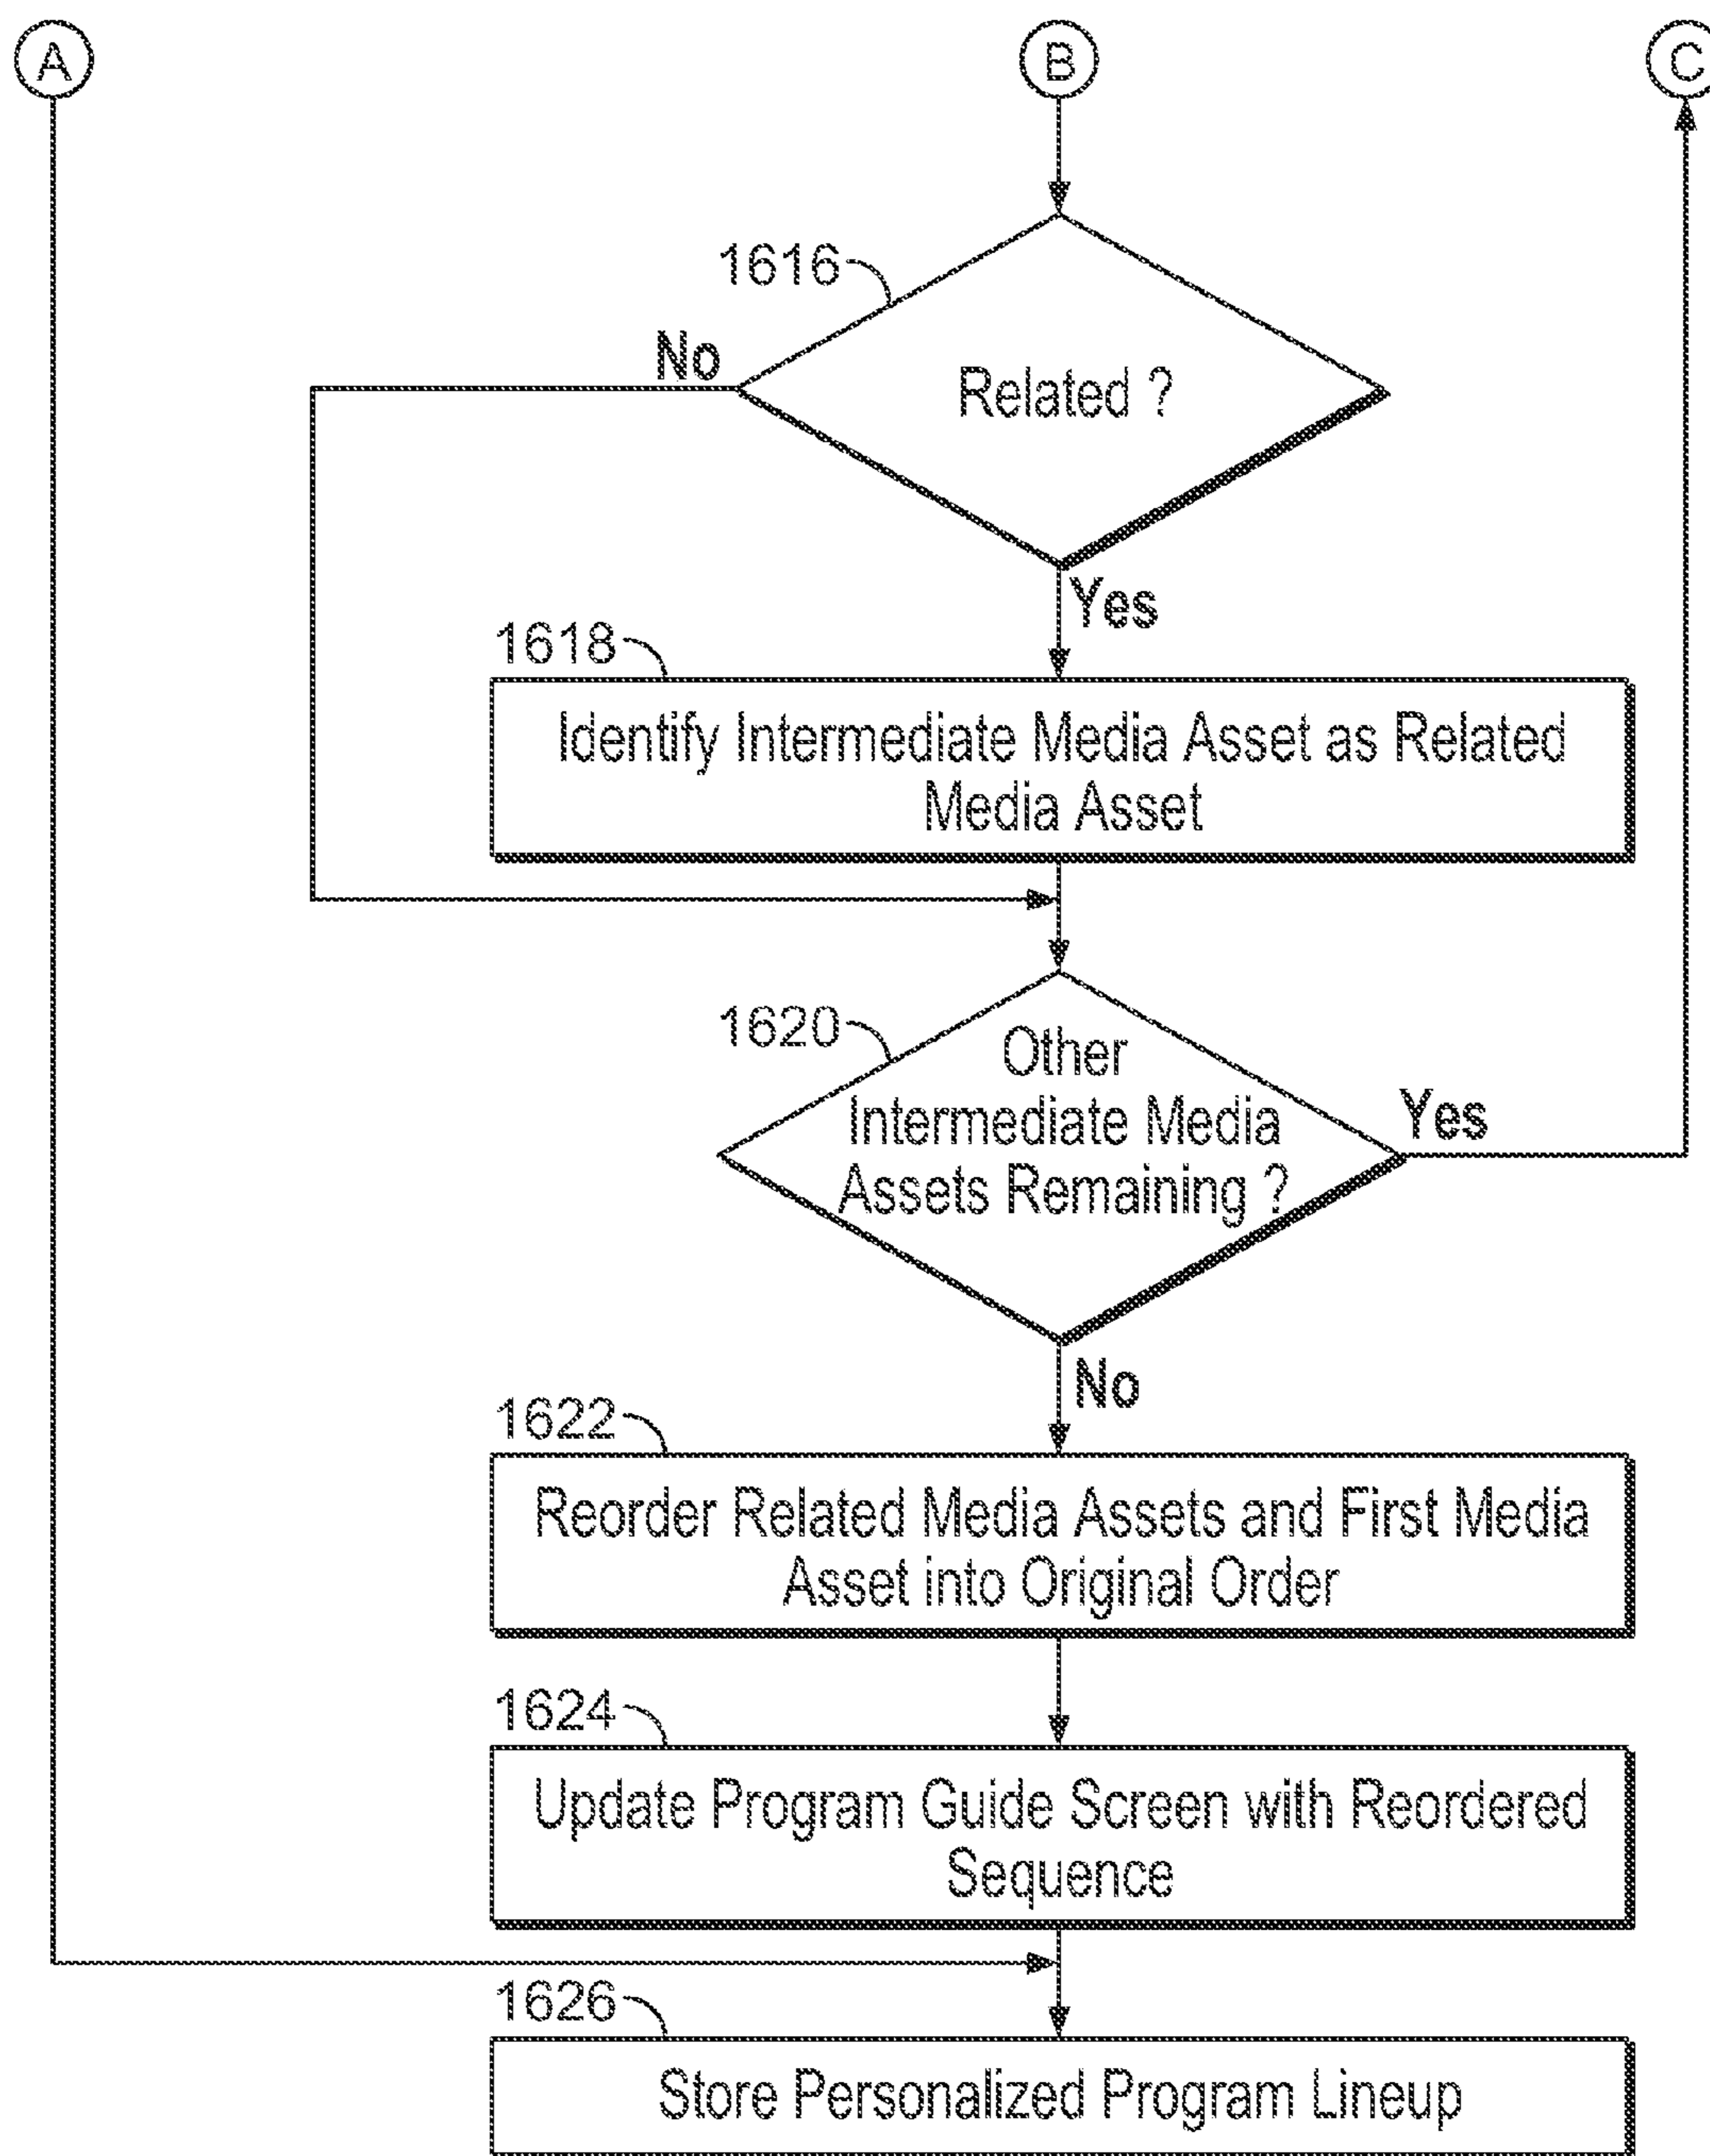 A
B
C
1616
No
Related ?
Yes
1618
Identify Intermediate Media Asset as Related
Media Asset
1620
Other
Intermediate Media
Assets Remaining ?
Yes
No
1622
Reorder Related Media Assets and First Media
Asset into Original Order
1624
Update Program Guide Screen with Reordered
Sequence
1626
Store Personalized Program Lineup